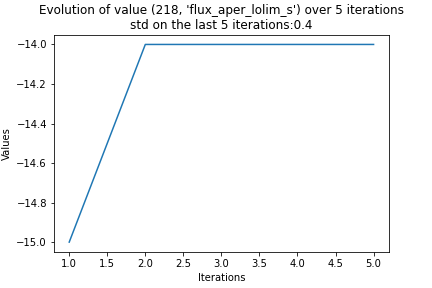 Evolution of value (218, 'flux_aper_lolim_s') over 5 iterations
std on the last 5 iterations:0.4
−14.0
−14.2
−14.4
−14.6
−14.8
−15.0
Values
1.0 1.5 2.0 2.5 3.0 3.5 4.0 4.5 5.0
Iterations